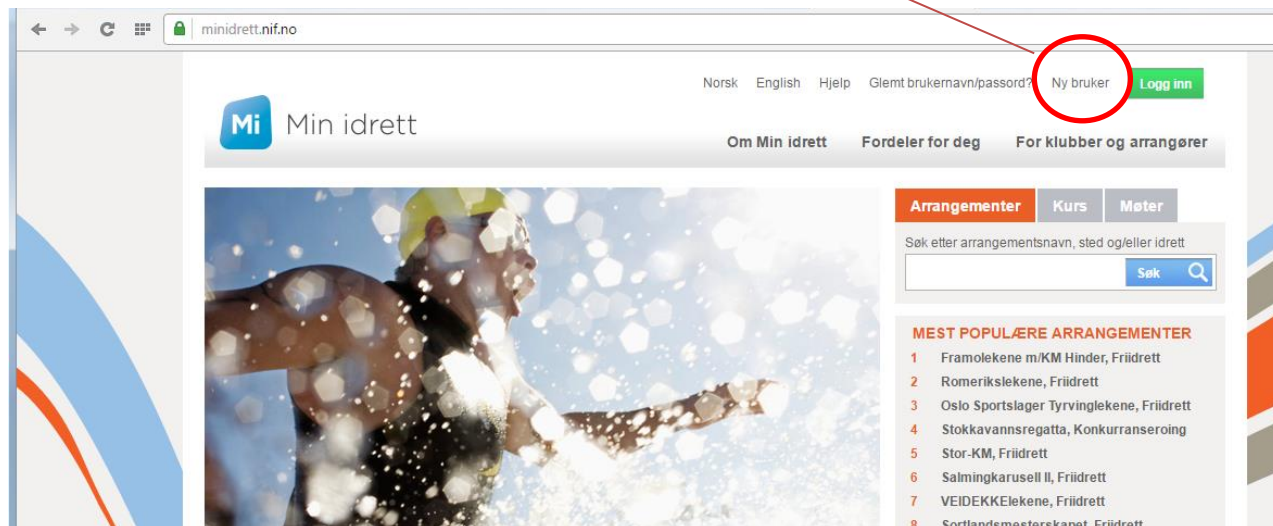 minidrett.nif.no
Norsk English Hjelp Glemt brukernavn/passord? Ny bruker Logg inn
Mi Min idrett
Om Min idrett Fordeler for deg For klubber og arrangører
Arrangementer Kurs Møter
Søk etter arrangementsnavn, sted og/eller idrett
Søk
MEST POPULÆRE ARRANGEMENTER
1 Framolekene m/KM Hinder, Friidrett
2 Romerikslekene, Friidrett
3 Oslo Sportslager Tyrvinglekene, Friidrett
4 Stokkavannsregatta, Konkurranseroing
5 Stor-KM, Friidrett
6 Salmingkarusell II, Friidrett
7 VEIDEKKElekene, Friidrett
8 Sortlandsmesterskapet, Friidrett